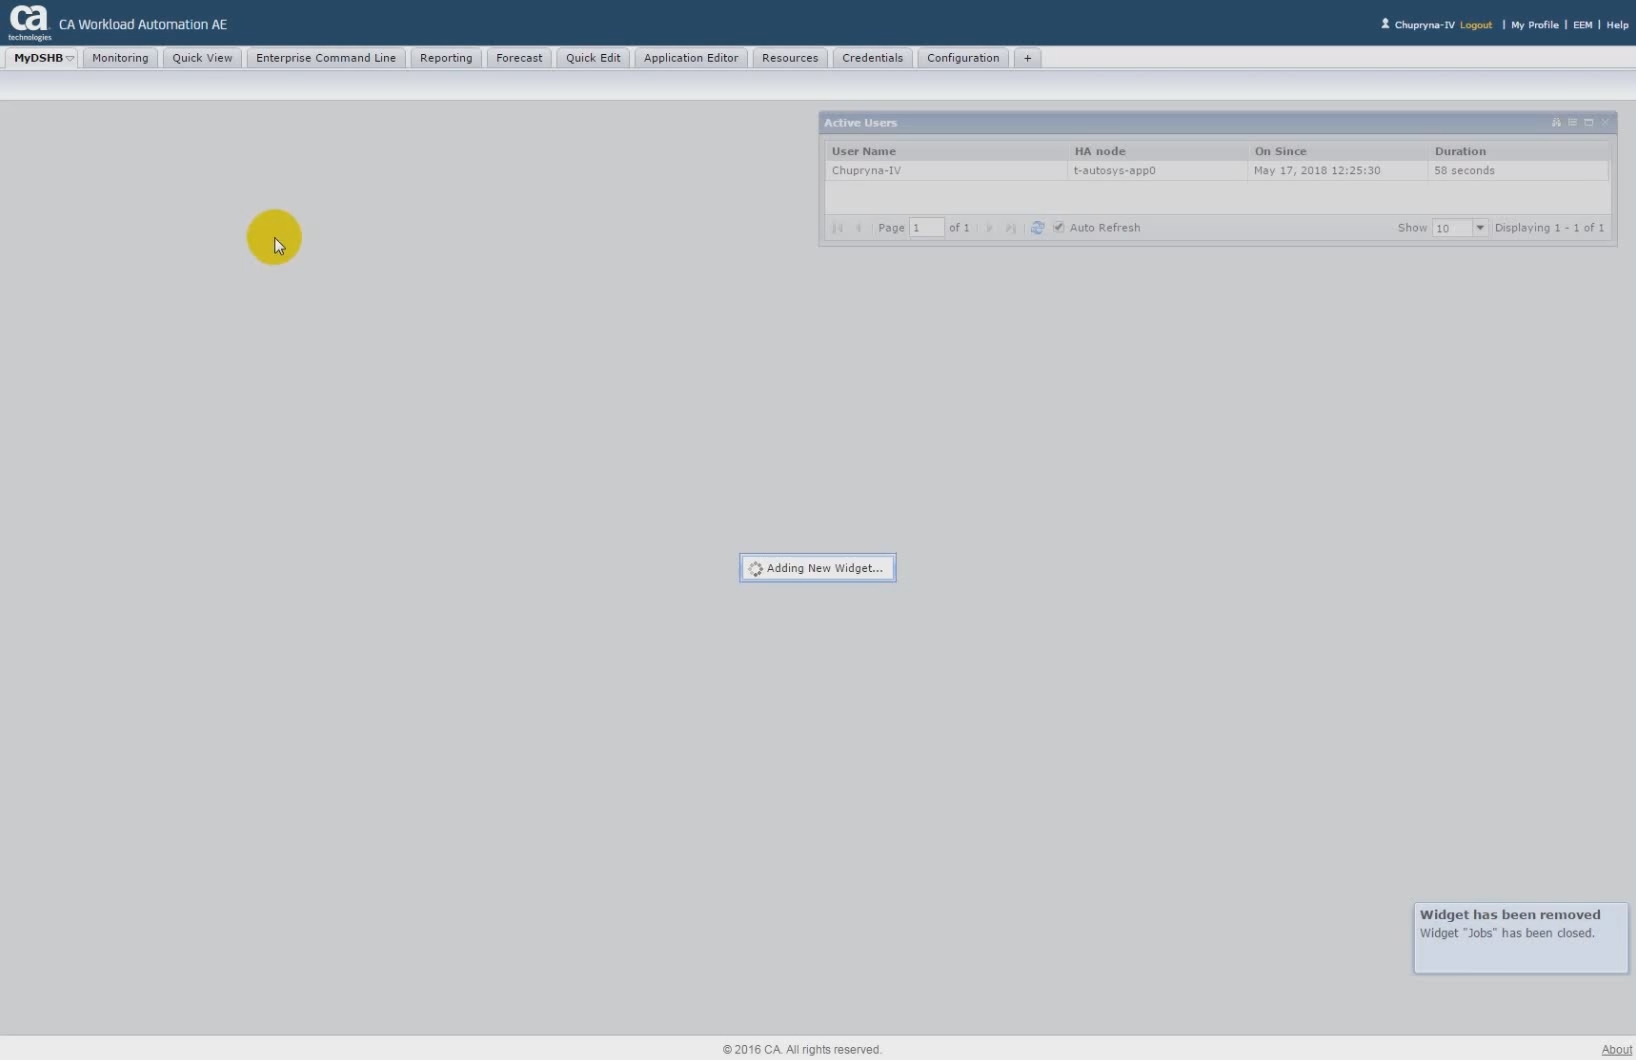 ca
technologies
CA Workload Automation AE
Chupryna-IV Logout | My Profile | EEM | Help
MyDSHB Monitoring Quick View Enterprise Command Line Reporting Forecast Quick Edit Application Editor Resources Credentials Configuration +
Active Users
User Name HA node On Since Duration
Chupryna-IV t-autosys-app0 May 17, 2018 12:25:30 58 seconds
Page 1 of 1 Auto Refresh Show 10 Displaying 1 - 1 of 1
Adding New Widget...
Widget has been removed
Widget "Jobs" has been closed.
© 2016 CA. All rights reserved.
About